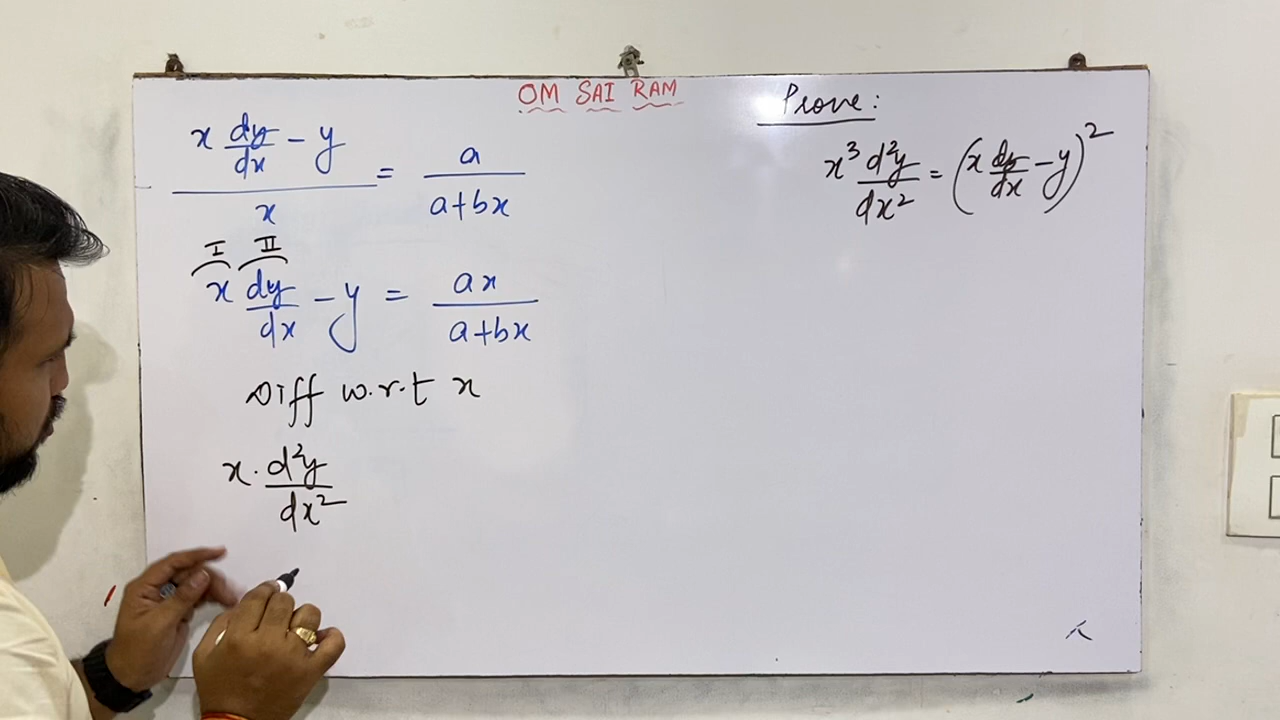 OM SAI RAM
x dy/dx - y / x = a / a+bx
I II
x dy/dx - y = ax / a+bx
Diff w.r.t x
x. d²y/dx²
Prove:
x³ d²y/dx² = (x dy/dx - y)²